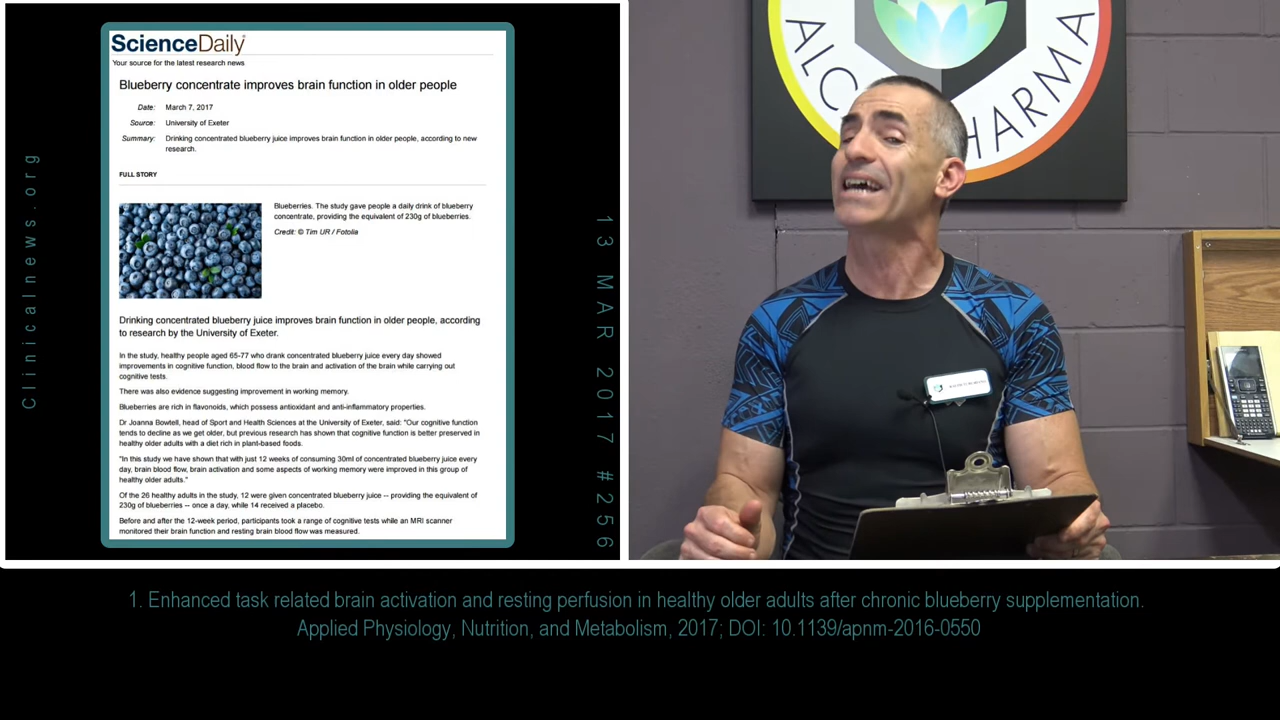 Clinicalnews.org
ScienceDaily
Your source for the latest research news
Blueberry concentrate improves brain function in older people
Date: March 7, 2017
Source: University of Exeter
Summary: Drinking concentrated blueberry juice improves brain function in older people, according to new
research.
FULL STORY
Blueberries. The study gave people a daily drink of blueberry
concentrate, providing the equivalent of 230g of blueberries.
Credit: © Tim UR / Fotolia
Drinking concentrated blueberry juice improves brain function in older people, according
to research by the University of Exeter.
In the study, healthy people aged 65-77 who drank concentrated blueberry juice every day showed
improvements in cognitive function, blood flow to the brain and activation of the brain while carrying out
cognitive tests.
There was also evidence suggesting improvement in working memory.
Blueberries are rich in flavonoids, which possess antioxidant and anti-inflammatory properties.
Dr Joanna Bowtell, head of Sport and Health Sciences at the University of Exeter, said: "Our cognitive function
tends to decline as we get older, but previous research has shown that cognitive function is better preserved in
healthy older adults with a diet rich in plant-based foods.
"In this study we have shown that with just 12 weeks of consuming 30ml of concentrated blueberry juice every
day, brain blood flow, brain activation and some aspects of working memory were improved in this group of
healthy older adults."
Of the 26 healthy adults in the study, 12 were given concentrated blueberry juice -- providing the equivalent of
230g of blueberries -- once a day, while 14 received a placebo.
Before and after the 12-week period, participants took a range of cognitive tests while an MRI scanner
monitored their brain function and resting brain blood flow was measured.
13 MAR 2017 #256
ALC
HARMA
1. Enhanced task related brain activation and resting perfusion in healthy older adults after chronic blueberry supplementation.
Applied Physiology, Nutrition, and Metabolism, 2017; DOI: 10.1139/apnm-2016-0550